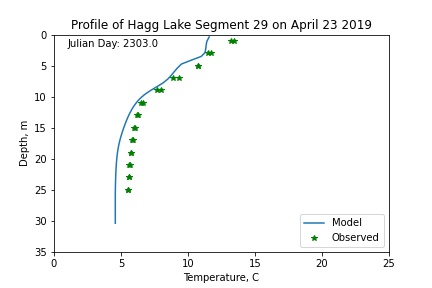 Profile of Hagg Lake Segment 29 on April 23 2019
Julian Day: 2303.0
0
5
10
15
20
25
30
35
Depth, m
Model
Observed
0 5 10 15 20 25
Temperature, C